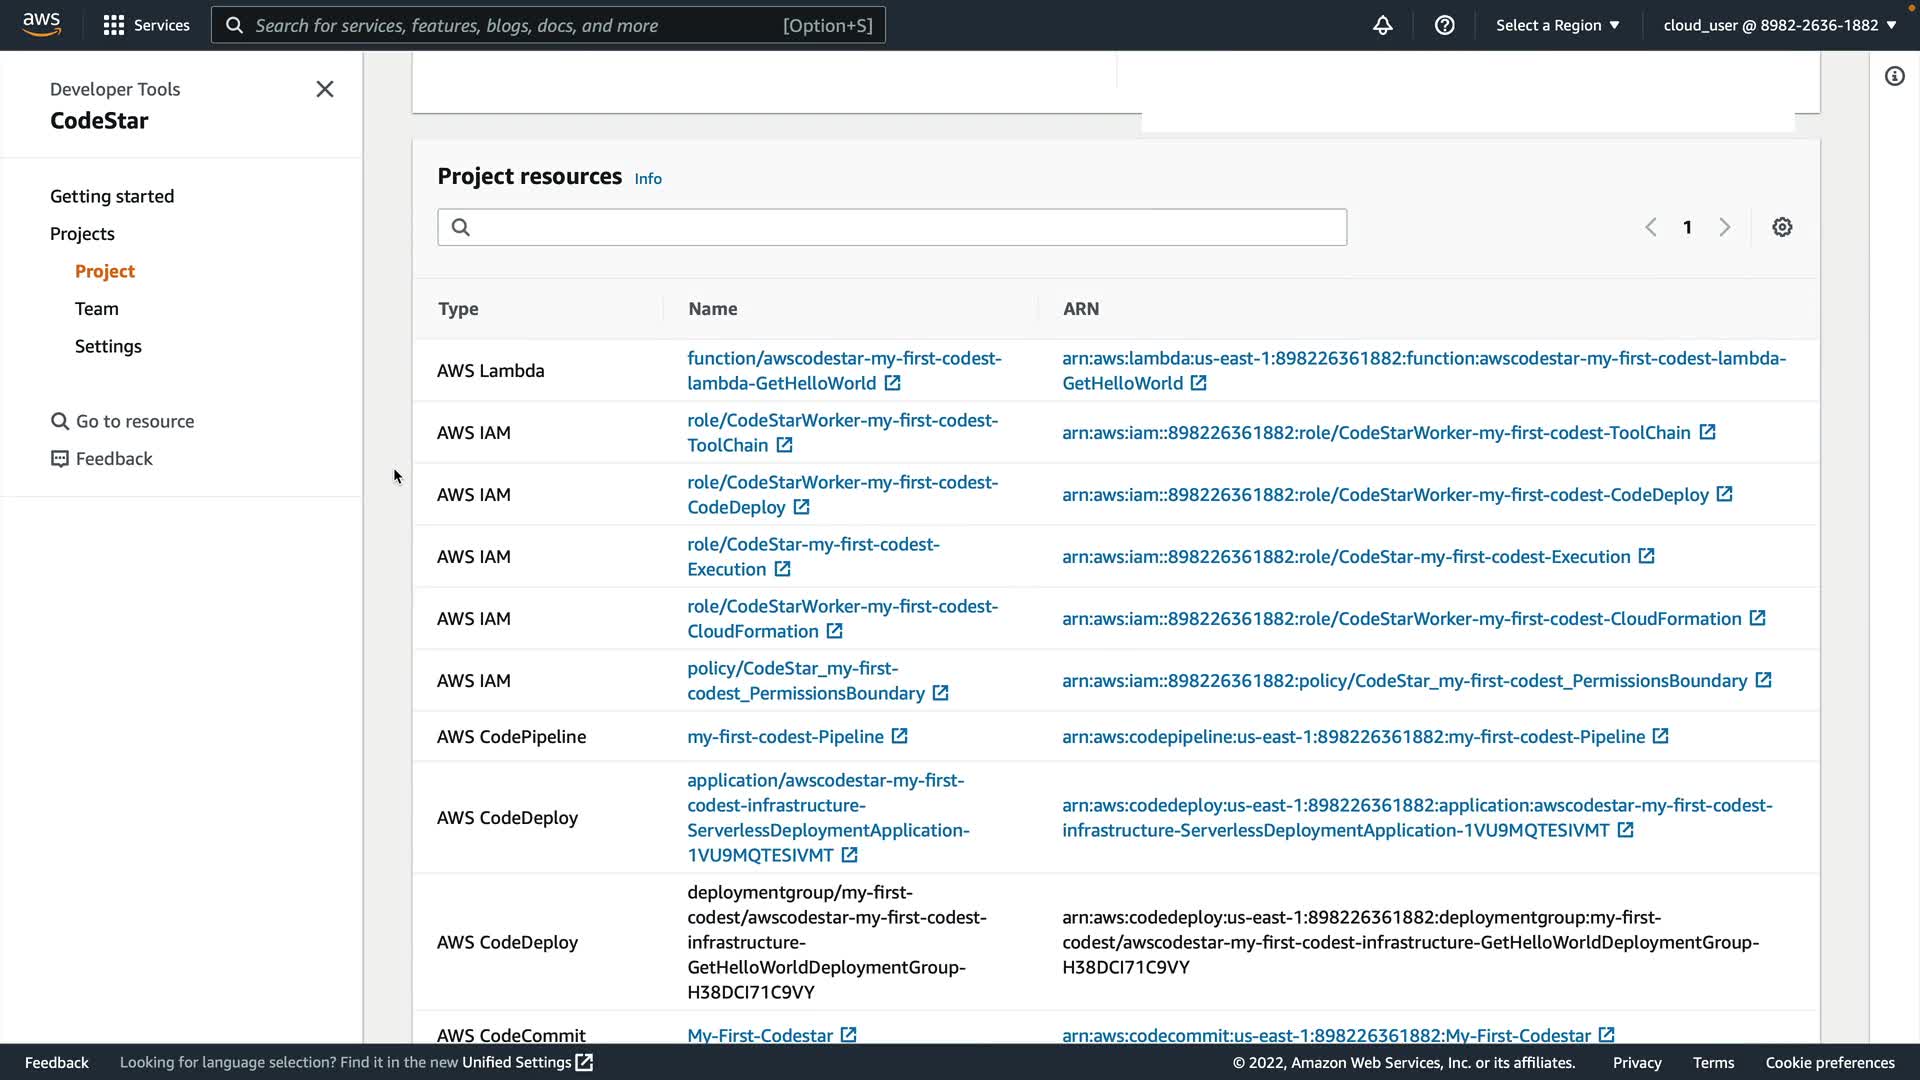 aws
Services
Search for services, features, blogs, docs, and more
[Option+S]
Select a Region
cloud_user @ 8982-2636-1882
Developer Tools
CodeStar
Getting started
Projects
Project
Team
Settings
Go to resource
Feedback
Project resources Info
1
Type Name ARN
AWS Lambda
function/awscodestar-my-first-codest-
lambda-GetHelloWorld
arn:aws:lambda:us-east-1:898226361882:function:awscodestar-my-first-codest-lambda-
GetHelloWorld
AWS IAM
role/CodeStarWorker-my-first-codest-
ToolChain
arn:aws:iam::898226361882:role/CodeStarWorker-my-first-codest-ToolChain
AWS IAM
role/CodeStarWorker-my-first-codest-
CodeDeploy
arn:aws:iam::898226361882:role/CodeStarWorker-my-first-codest-CodeDeploy
AWS IAM
role/CodeStar-my-first-codest-
Execution
arn:aws:iam::898226361882:role/CodeStar-my-first-codest-Execution
AWS IAM
role/CodeStarWorker-my-first-codest-
CloudFormation
arn:aws:iam::898226361882:role/CodeStarWorker-my-first-codest-CloudFormation
AWS IAM
policy/CodeStar_my-first-
codest_PermissionsBoundary
arn:aws:iam::898226361882:policy/CodeStar_my-first-codest_PermissionsBoundary
AWS CodePipeline
my-first-codest-Pipeline
arn:aws:codepipeline:us-east-1:898226361882:my-first-codest-Pipeline
AWS CodeDeploy
application/awscodestar-my-first-
codest-infrastructure-
ServerlessDeploymentApplication-
1VU9MQTESIVMT
arn:aws:codedeploy:us-east-1:898226361882:application:awscodestar-my-first-codest-
infrastructure-ServerlessDeploymentApplication-1VU9MQTESIVMT
AWS CodeDeploy
deploymentgroup/my-first-
codest/awscodestar-my-first-codest-
infrastructure-
GetHelloWorldDeploymentGroup-
H38DCI71C9VY
arn:aws:codedeploy:us-east-1:898226361882:deploymentgroup:my-first-
codest/awscodestar-my-first-codest-infrastructure-GetHelloWorldDeploymentGroup-
H38DCI71C9VY
AWS CodeCommit
My-First-Codestar
arn:aws:codecommit:us-east-1:898226361882:My-First-Codestar
Feedback
Looking for language selection? Find it in the new Unified Settings
© 2022, Amazon Web Services, Inc. or its affiliates.
Privacy
Terms
Cookie preferences